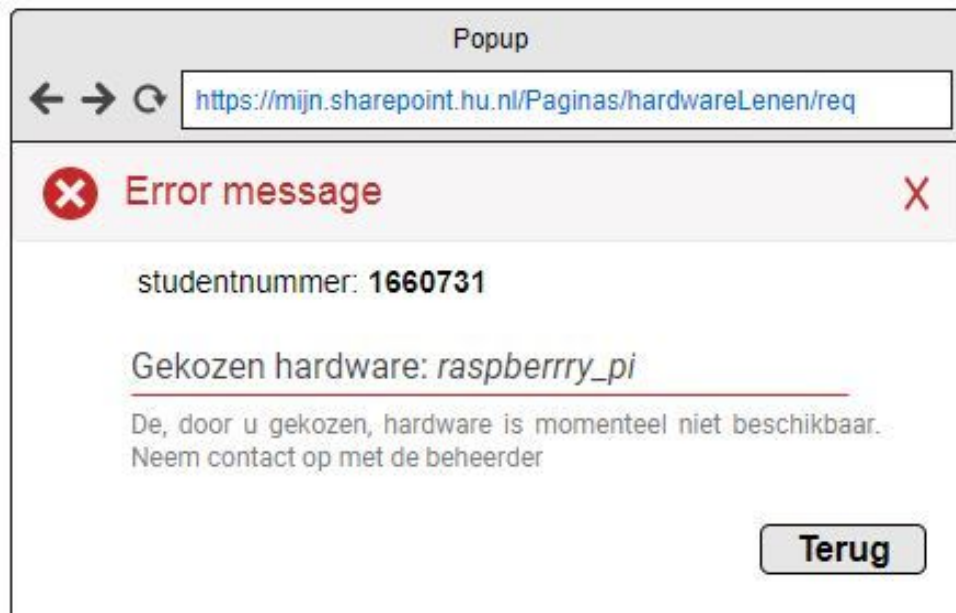 Popup
https://mijn.sharepoint.hu.nl/Paginas/hardwareLenen/req
Error message X
studentnummer: 1660731
Gekozen hardware: raspberrry_pi
De, door u gekozen, hardware is momenteel niet beschikbaar.
Neem contact op met de beheerder
Terug